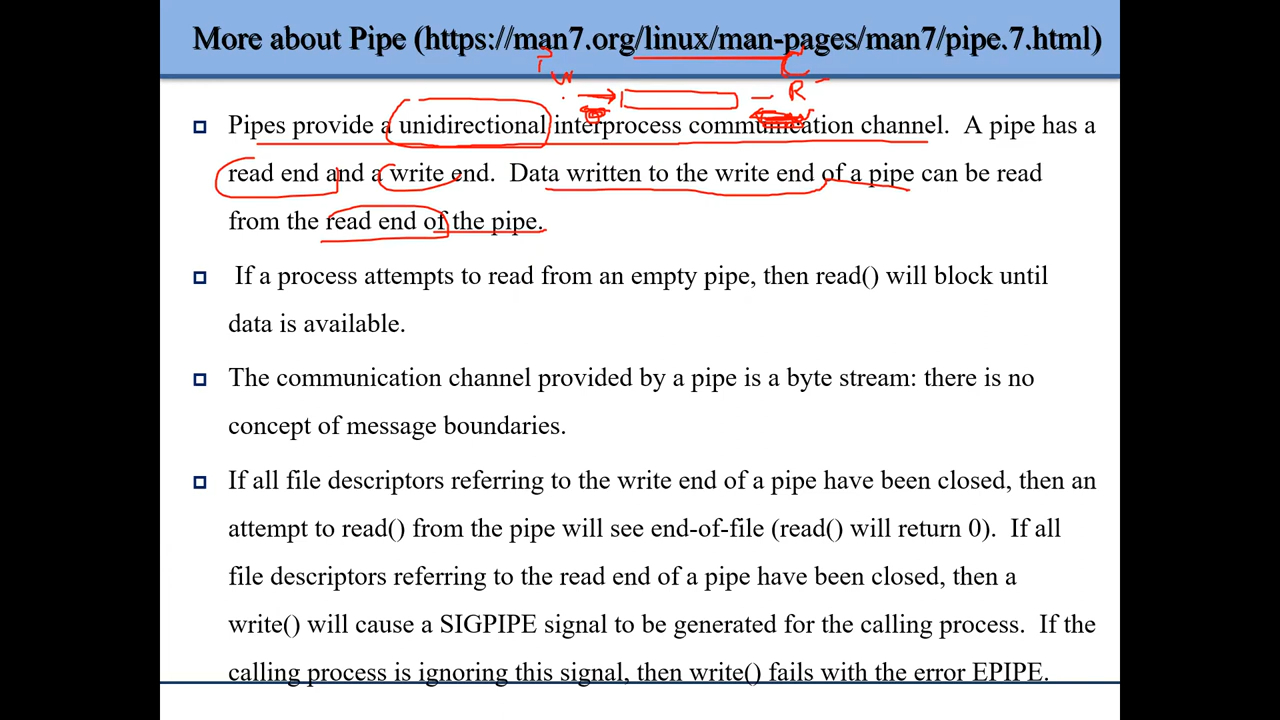 More about Pipe (https://man7.org/linux/man-pages/man7/pipe.7.html)
P
C
W
R
Pipes provide a unidirectional interprocess communication channel. A pipe has a
read end and a write end. Data written to the write end of a pipe can be read
from the read end of the pipe.
If a process attempts to read from an empty pipe, then read() will block until
data is available.
The communication channel provided by a pipe is a byte stream: there is no
concept of message boundaries.
If all file descriptors referring to the write end of a pipe have been closed, then an
attempt to read() from the pipe will see end-of-file (read() will return 0). If all
file descriptors referring to the read end of a pipe have been closed, then a
write() will cause a SIGPIPE signal to be generated for the calling process. If the
calling process is ignoring this signal, then write() fails with the error EPIPE.